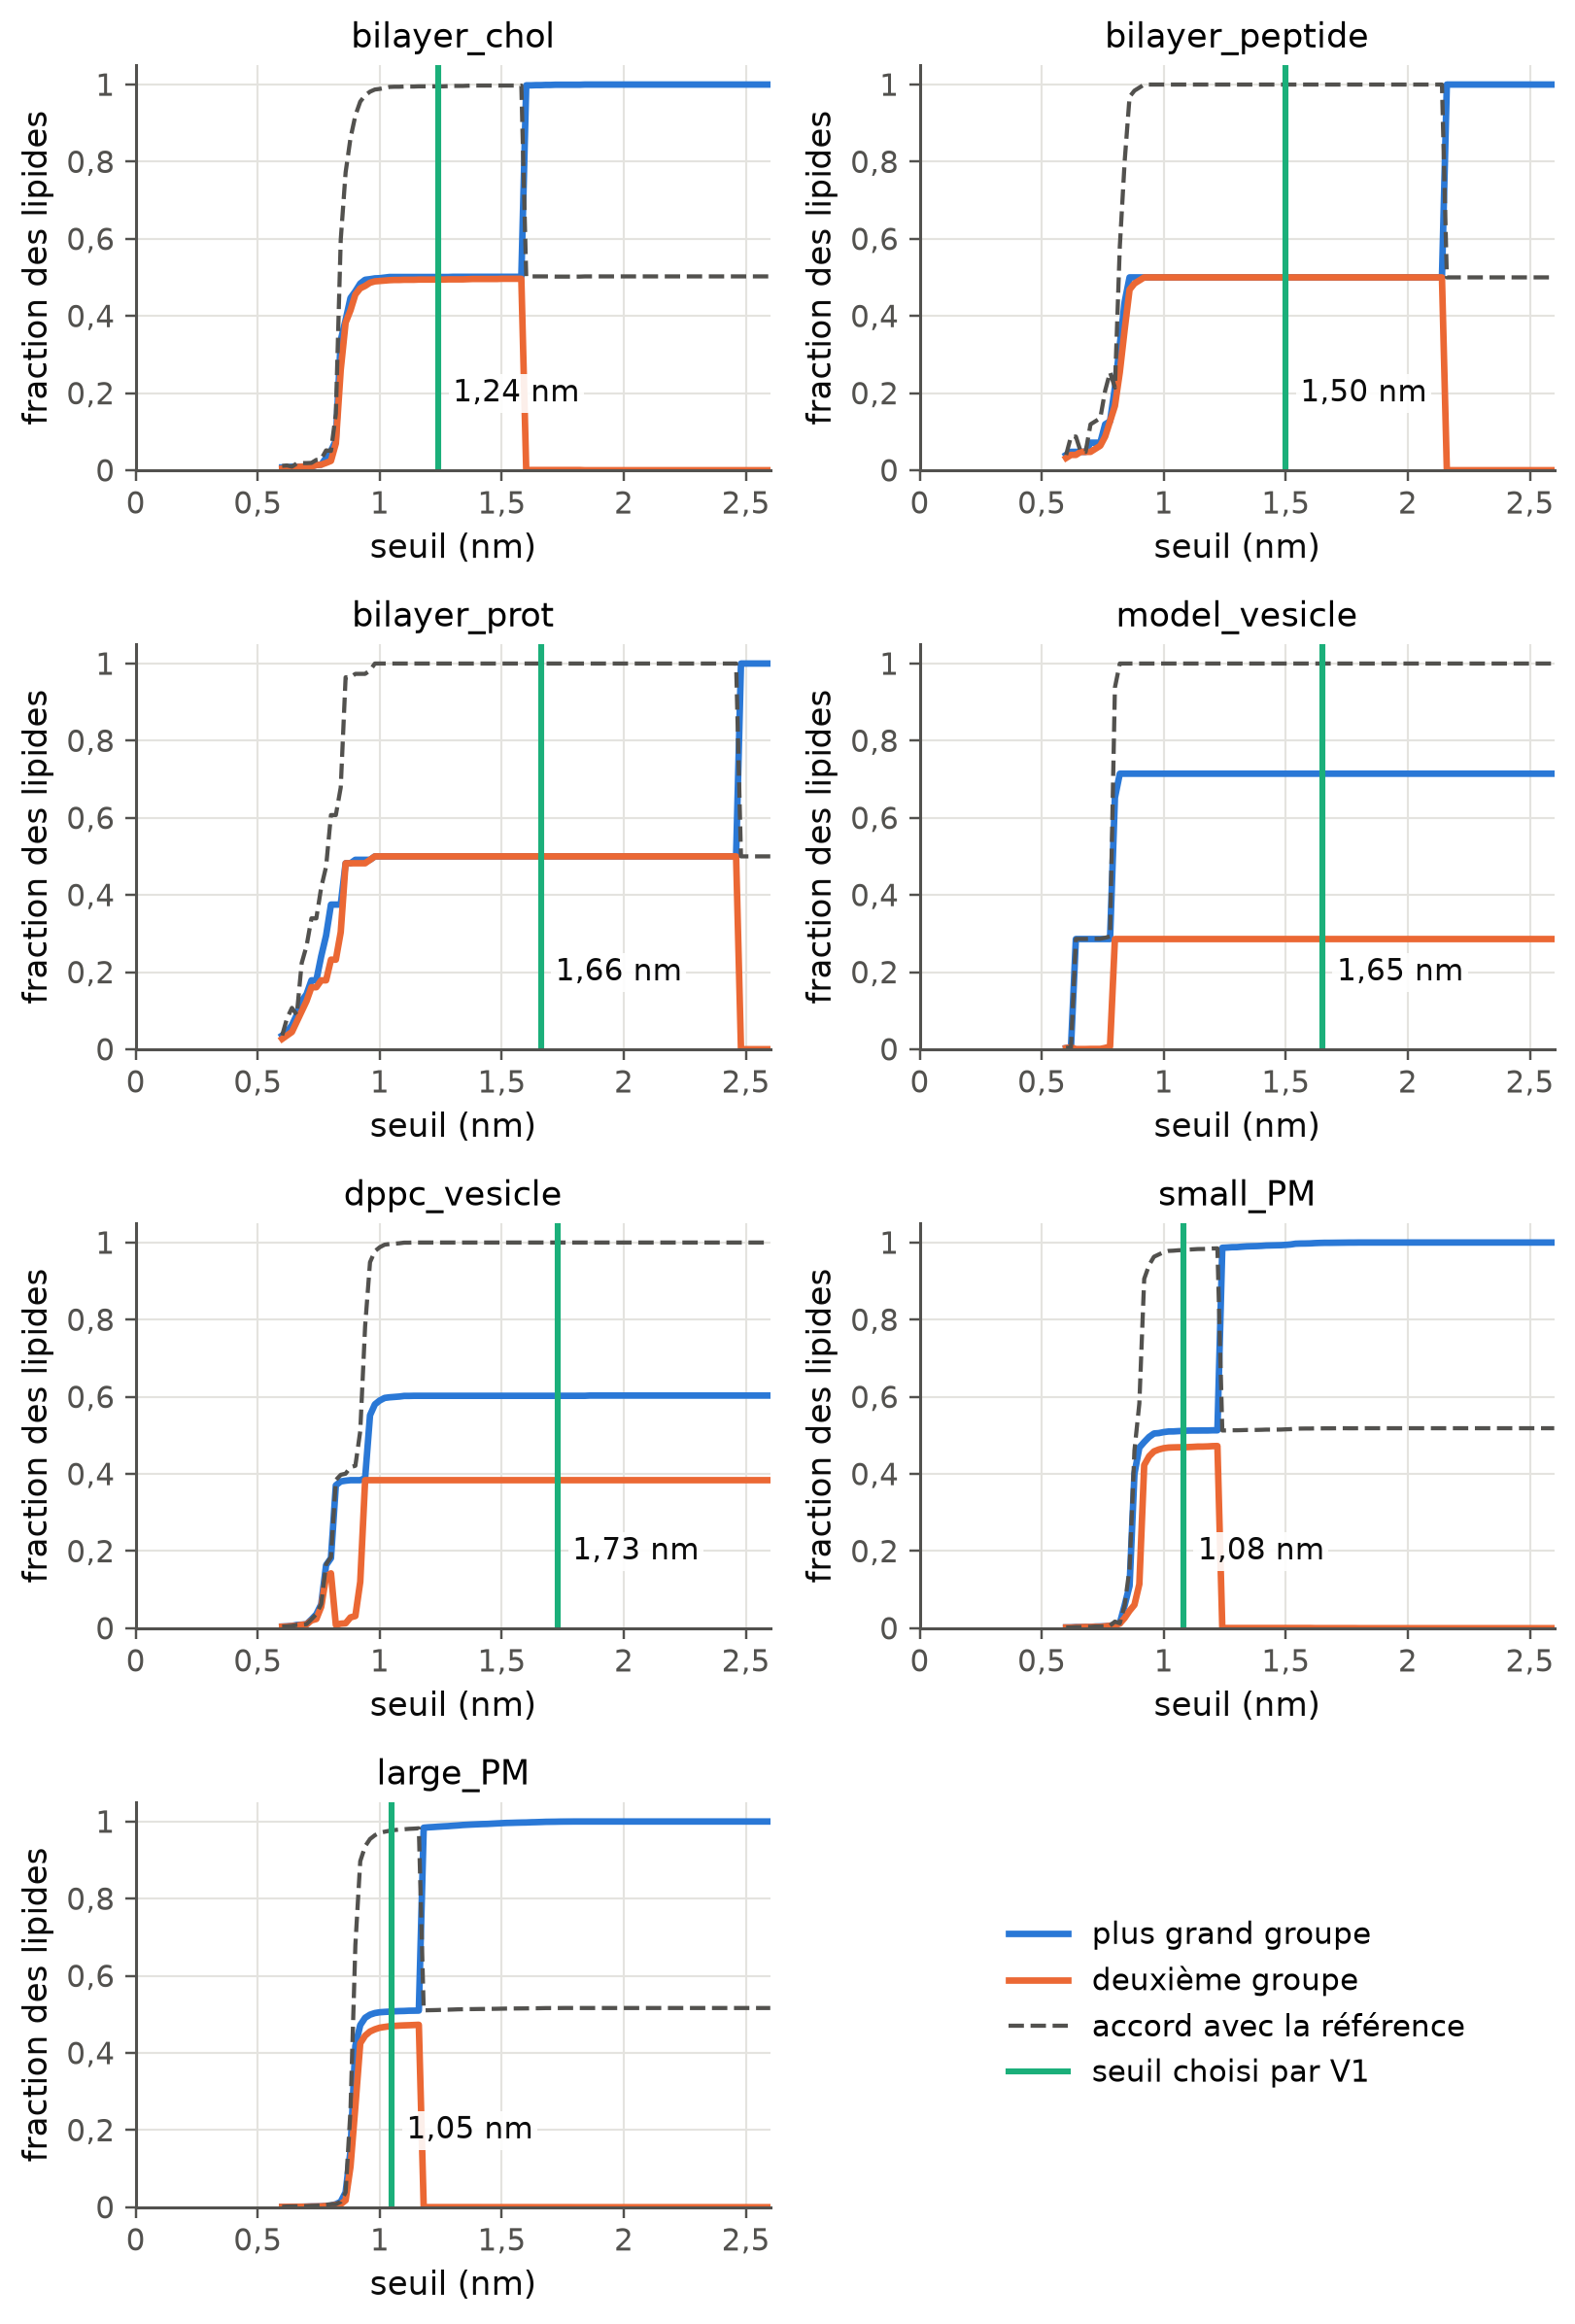 bilayer_chol
fraction des lipides
1
0,8
0,6
0,4
0,2
0
1,24 nm
0 0,5 1 1,5 2 2,5
seuil (nm)
bilayer_peptide
fraction des lipides
1
0,8
0,6
0,4
0,2
0
1,50 nm
0 0,5 1 1,5 2 2,5
seuil (nm)
bilayer_prot
fraction des lipides
1
0,8
0,6
0,4
0,2
0
1,66 nm
0 0,5 1 1,5 2 2,5
seuil (nm)
model_vesicle
fraction des lipides
1
0,8
0,6
0,4
0,2
0
1,65 nm
0 0,5 1 1,5 2 2,5
seuil (nm)
dppc_vesicle
fraction des lipides
1
0,8
0,6
0,4
0,2
0
1,73 nm
0 0,5 1 1,5 2 2,5
seuil (nm)
small_PM
fraction des lipides
1
0,8
0,6
0,4
0,2
0
1,08 nm
0 0,5 1 1,5 2 2,5
seuil (nm)
large_PM
fraction des lipides
1
0,8
0,6
0,4
0,2
0
1,05 nm
0 0,5 1 1,5 2 2,5
seuil (nm)
plus grand groupe
deuxième groupe
accord avec la référence
seuil choisi par V1